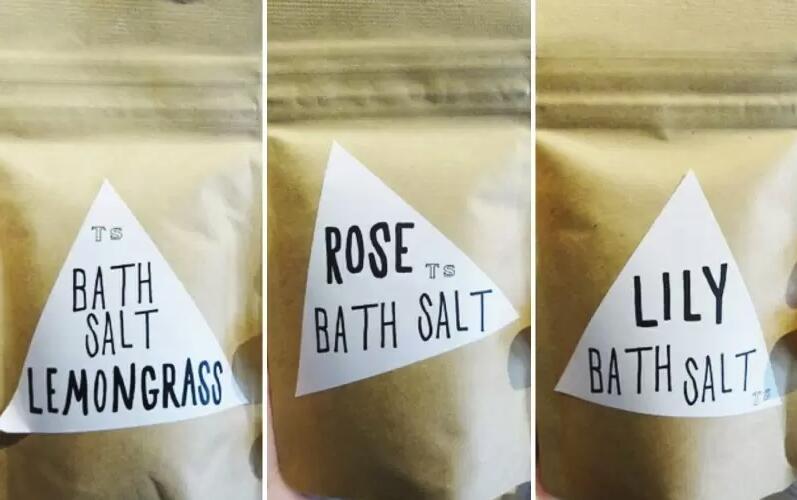 TS
BATH
SALT
LEMONGRASS
ROSE
TS
BATH SALT
LILY
BATH SALT
TS